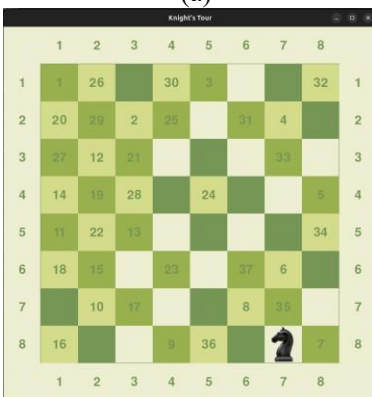 (a)
Knight's Tour
1 2 3 4 5 6 7 8
1 1 26 30 3 32 1
2 20 29 2 25 31 4 2
3 27 12 21 33 3
4 14 19 28 24 5 4
5 11 22 13 34 5
6 18 15 23 37 6 6
7 10 17 8 35 7
8 16 9 36 7 8
1 2 3 4 5 6 7 8